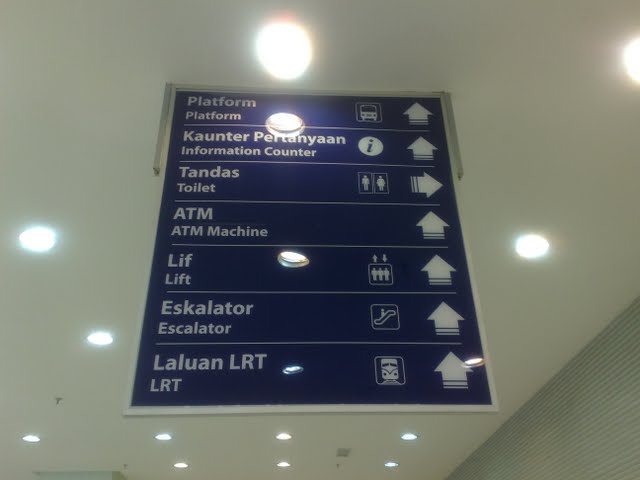 Platform
Platform
Kaunter Pertanyaan
Information Counter
Tandas
Toilet
ATM
ATM Machine
Lif
Lift
Eskalator
Escalator
Laluan LRT
LRT